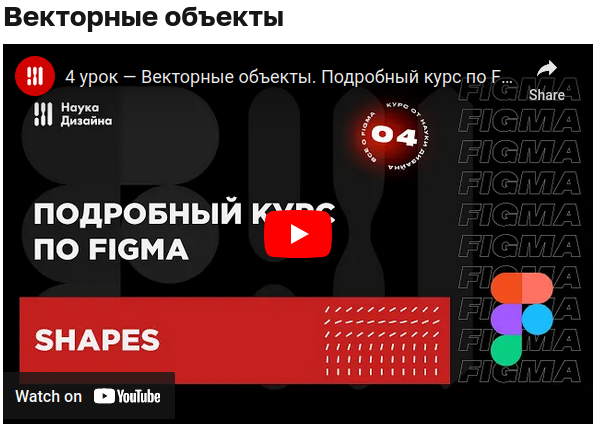 Векторные объекты
4 урок — Векторные объекты. Подробный курс по F...
Share
Наука
Дизайна
КУРС ОТ НАУКИ ДИЗАЙНА
ВСЕ О FIGMA
04
ПОДРОБНЫЙ КУРС
ПО FIGMA
SHAPES
FIGMA
FIGMA
FIGMA
FIGMA
FIGMA
FIGMA
FIGMA
FIGMA
FIGMA
FIGMA
Watch on YouTube